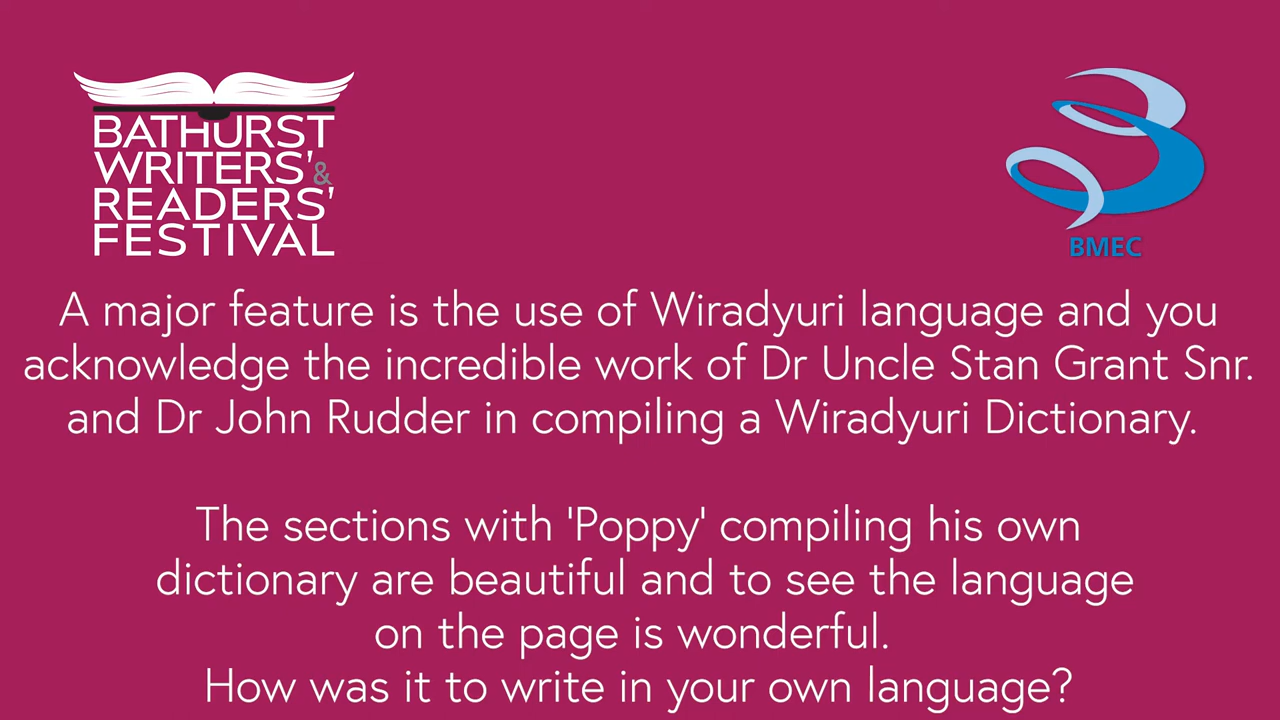 BATHURST
WRITERS'&
READERS'
FESTIVAL
BMEC
A major feature is the use of Wiradyuri language and you
acknowledge the incredible work of Dr Uncle Stan Grant Snr.
and Dr John Rudder in compiling a Wiradyuri Dictionary.
The sections with 'Poppy' compiling his own
dictionary are beautiful and to see the language
on the page is wonderful.
How was it to write in your own language?